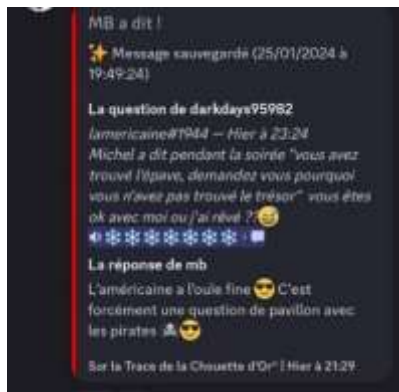 MB a dit !
✨ Message sauvegardé (25/01/2024 à
19:49:24)
La question de darkdays95982
lamericaine#1944 — Hier à 23:24
Michel a dit pendant la soirée "vous avez
trouvé l'épave, demandez vous pourquoi
vous n'avez pas trouvé le trésor" vous êtes
ok avec moi ou j'ai rêvé ??😅
🔊❄️❄️❄️❄️❄️❄️❄️
La réponse de mb
L'américaine a l'ouïe fine 😎 C'est
forcément une question de pavillon avec
les pirates 🏴‍☠️😎
Sur la Trace de la Chouette d'Or® | Hier à 21:29